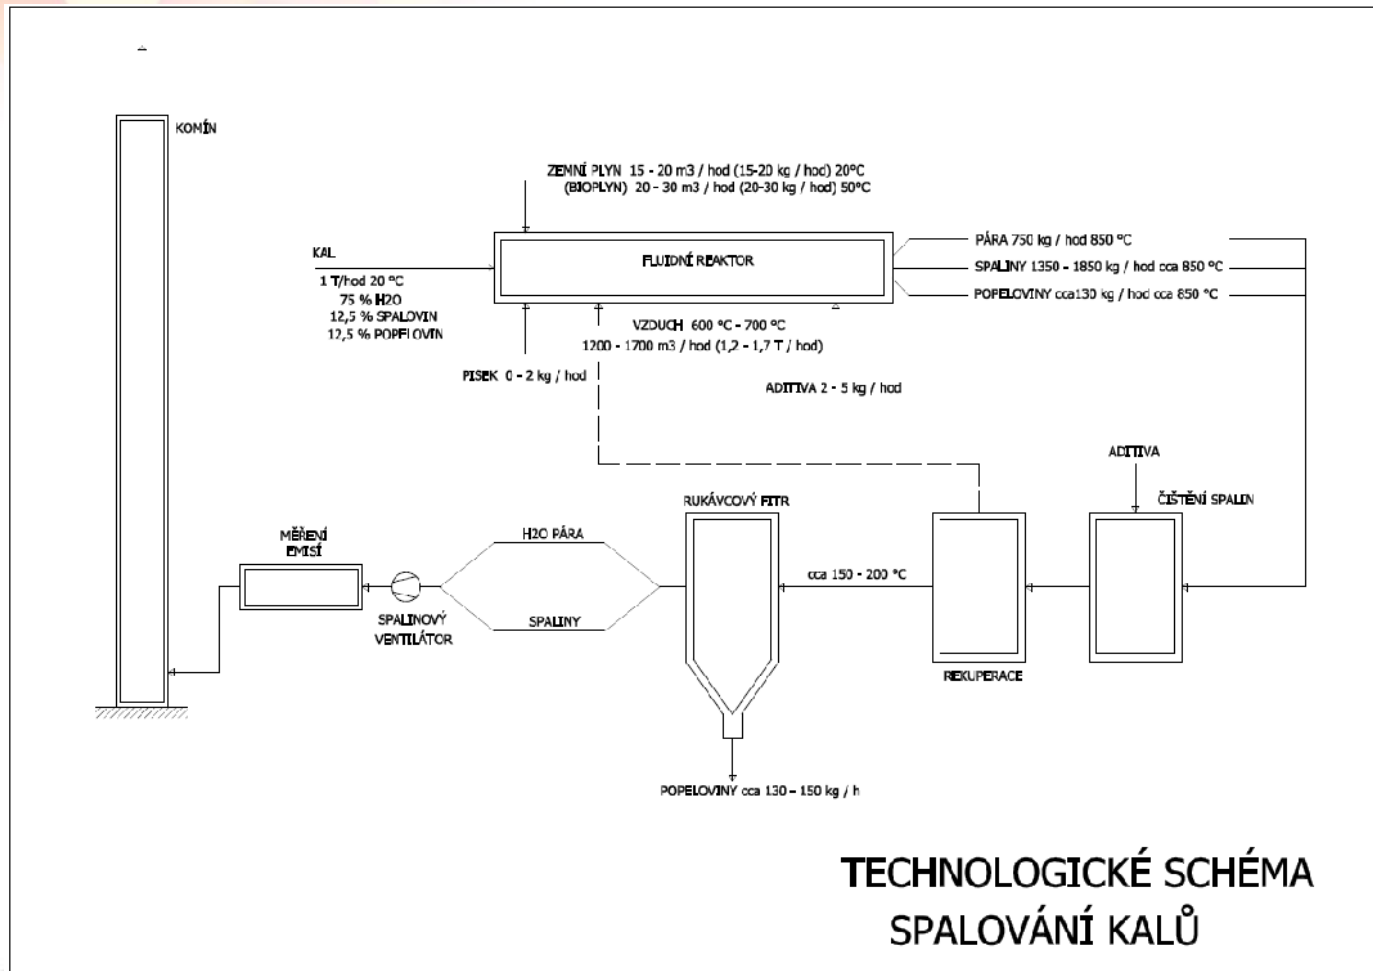 KOMÍN
ZEMNÍ PLYN 15 - 20 m3 / hod (15-20 kg / hod) 20°C
(BIOPLYN) 20 - 30 m3 / hod (20-30 kg / hod) 50°C
KAL
1 T/hod 20 °C
75 % H2O
12,5 % SPALOVIN
12,5 % POPELOVIN
FLUIDNÍ REAKTOR
PÁRA 750 kg / hod 850 °C
SPALINY 1350 - 1850 kg / hod cca 850 °C
POPELOVINY cca130 kg / hod cca 850 °C
VZDUCH 600 °C - 700 °C
1200 - 1700 m3 / hod (1,2 - 1,7 T / hod)
PISEK 0 - 2 kg / hod
ADITIVA 2 - 5 kg / hod
ADITIVA
ČIŠTĚNÍ SPALIN
RUKÁVCOVÝ FITR
MĚŘENÍ
EMISÍ
H2O PÁRA
cca 150 - 200 °C
SPALINOVÝ
VENTILÁTOR
SPALINY
REKUPERACE
POPELOVINY cca 130 - 150 kg / h
TECHNOLOGICKÉ SCHÉMA
SPALOVÁNÍ KALŮ